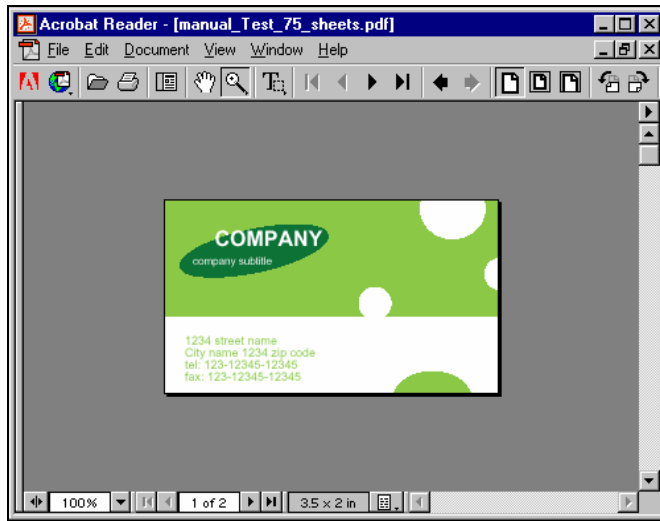 Acrobat Reader - [manual_Test_75_sheets.pdf]
File Edit Document View Window Help
COMPANY
company subtitle
1234 street name
City name 1234 zip code
tel: 123-12345-12345
fax: 123-12345-12345
100% 1 of 2 3.5 x 2 in